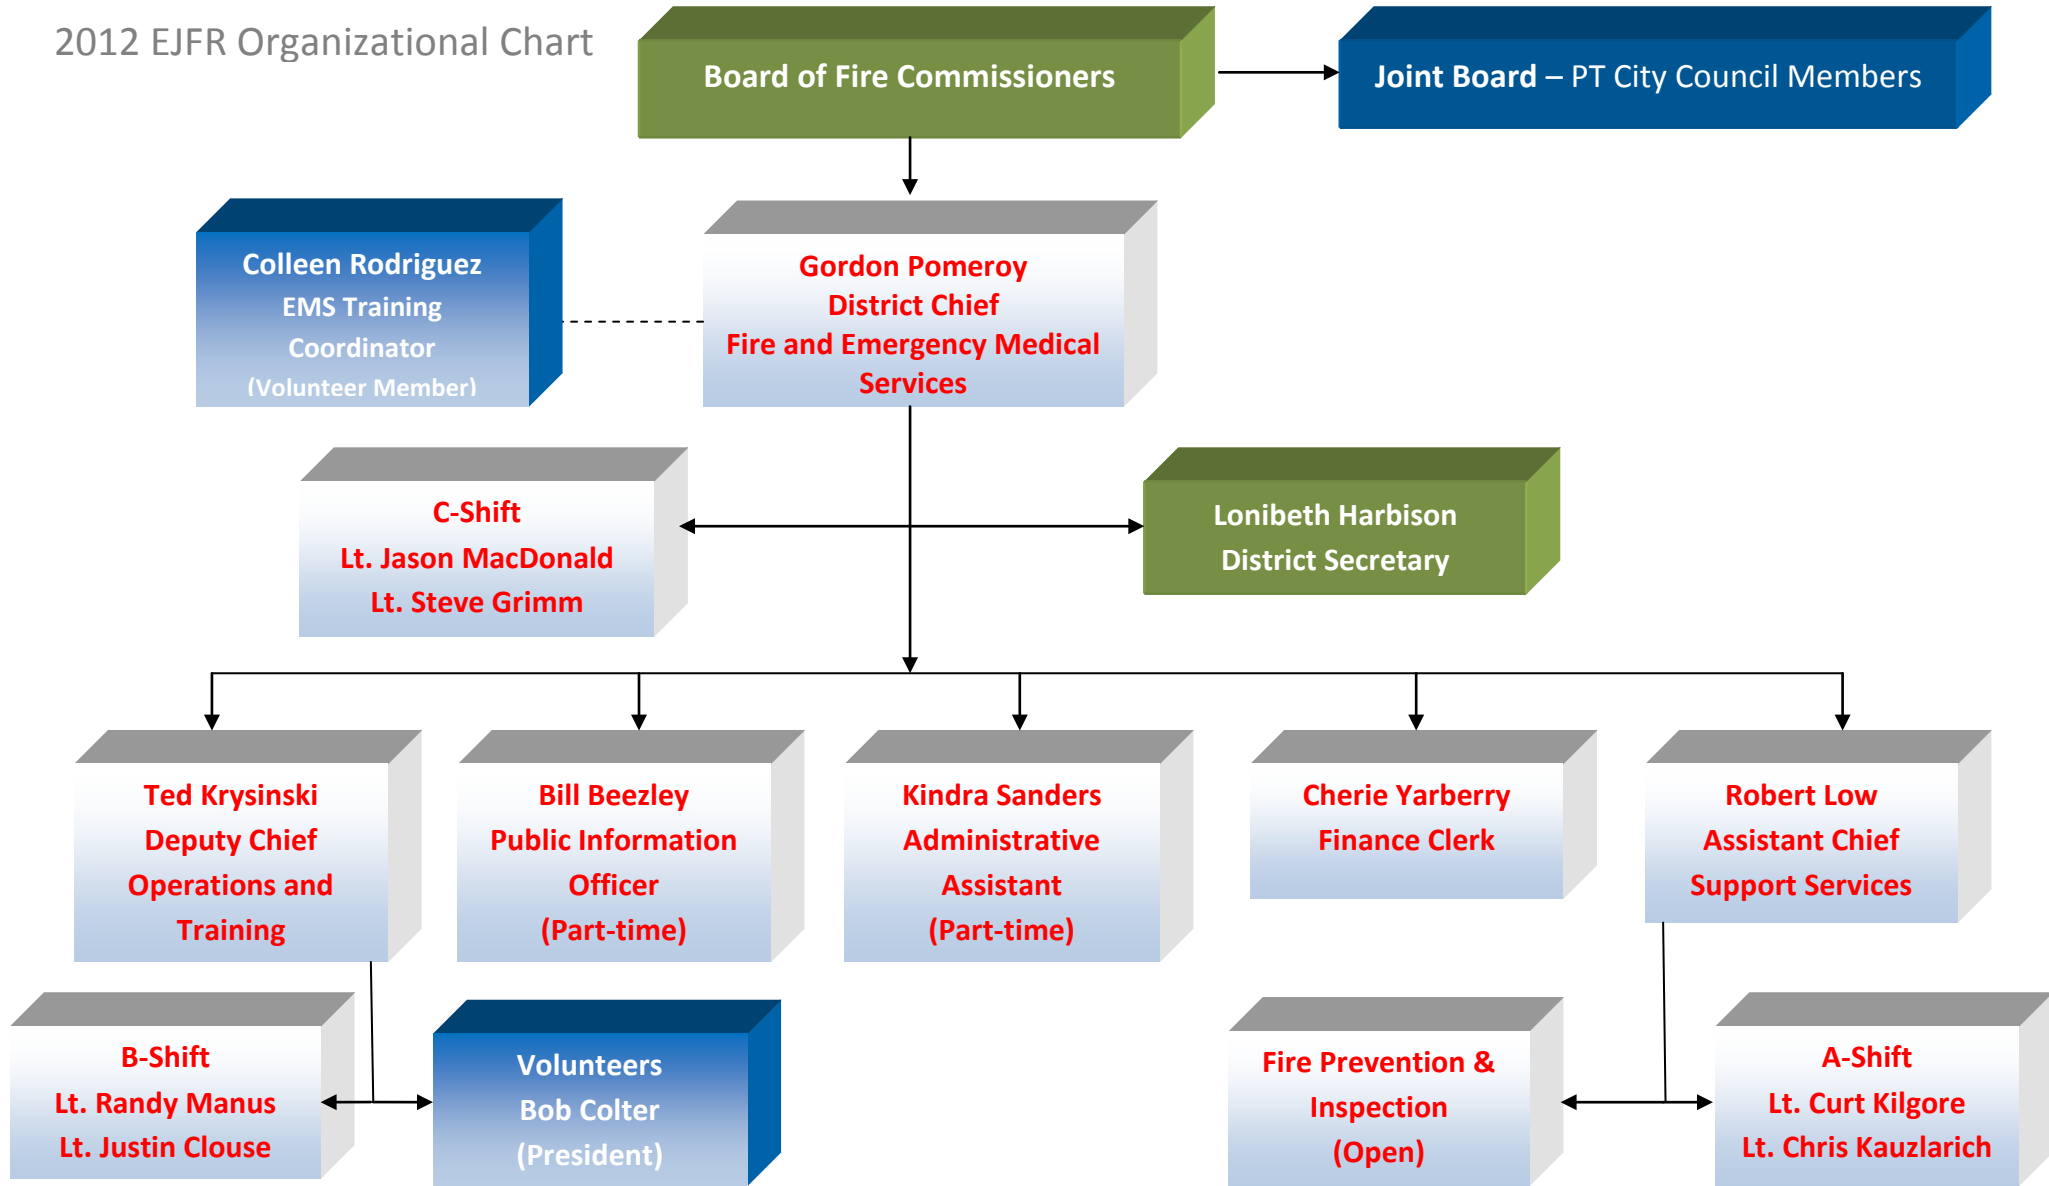 2012 EJFR Organizational Chart
Board of Fire Commissioners
Joint Board – PT City Council Members
Colleen Rodriguez
EMS Training
Coordinator
(Volunteer Member)
Gordon Pomeroy
District Chief
Fire and Emergency Medical
Services
C-Shift
Lt. Jason MacDonald
Lt. Steve Grimm
Lonibeth Harbison
District Secretary
Ted Krysinski
Deputy Chief
Operations and
Training
Bill Beezley
Public Information
Officer
(Part-time)
Kindra Sanders
Administrative
Assistant
(Part-time)
Cherie Yarberry
Finance Clerk
Robert Low
Assistant Chief
Support Services
B-Shift
Lt. Randy Manus
Lt. Justin Clouse
Volunteers
Bob Colter
(President)
Fire Prevention &
Inspection
(Open)
A-Shift
Lt. Curt Kilgore
Lt. Chris Kauzlarich